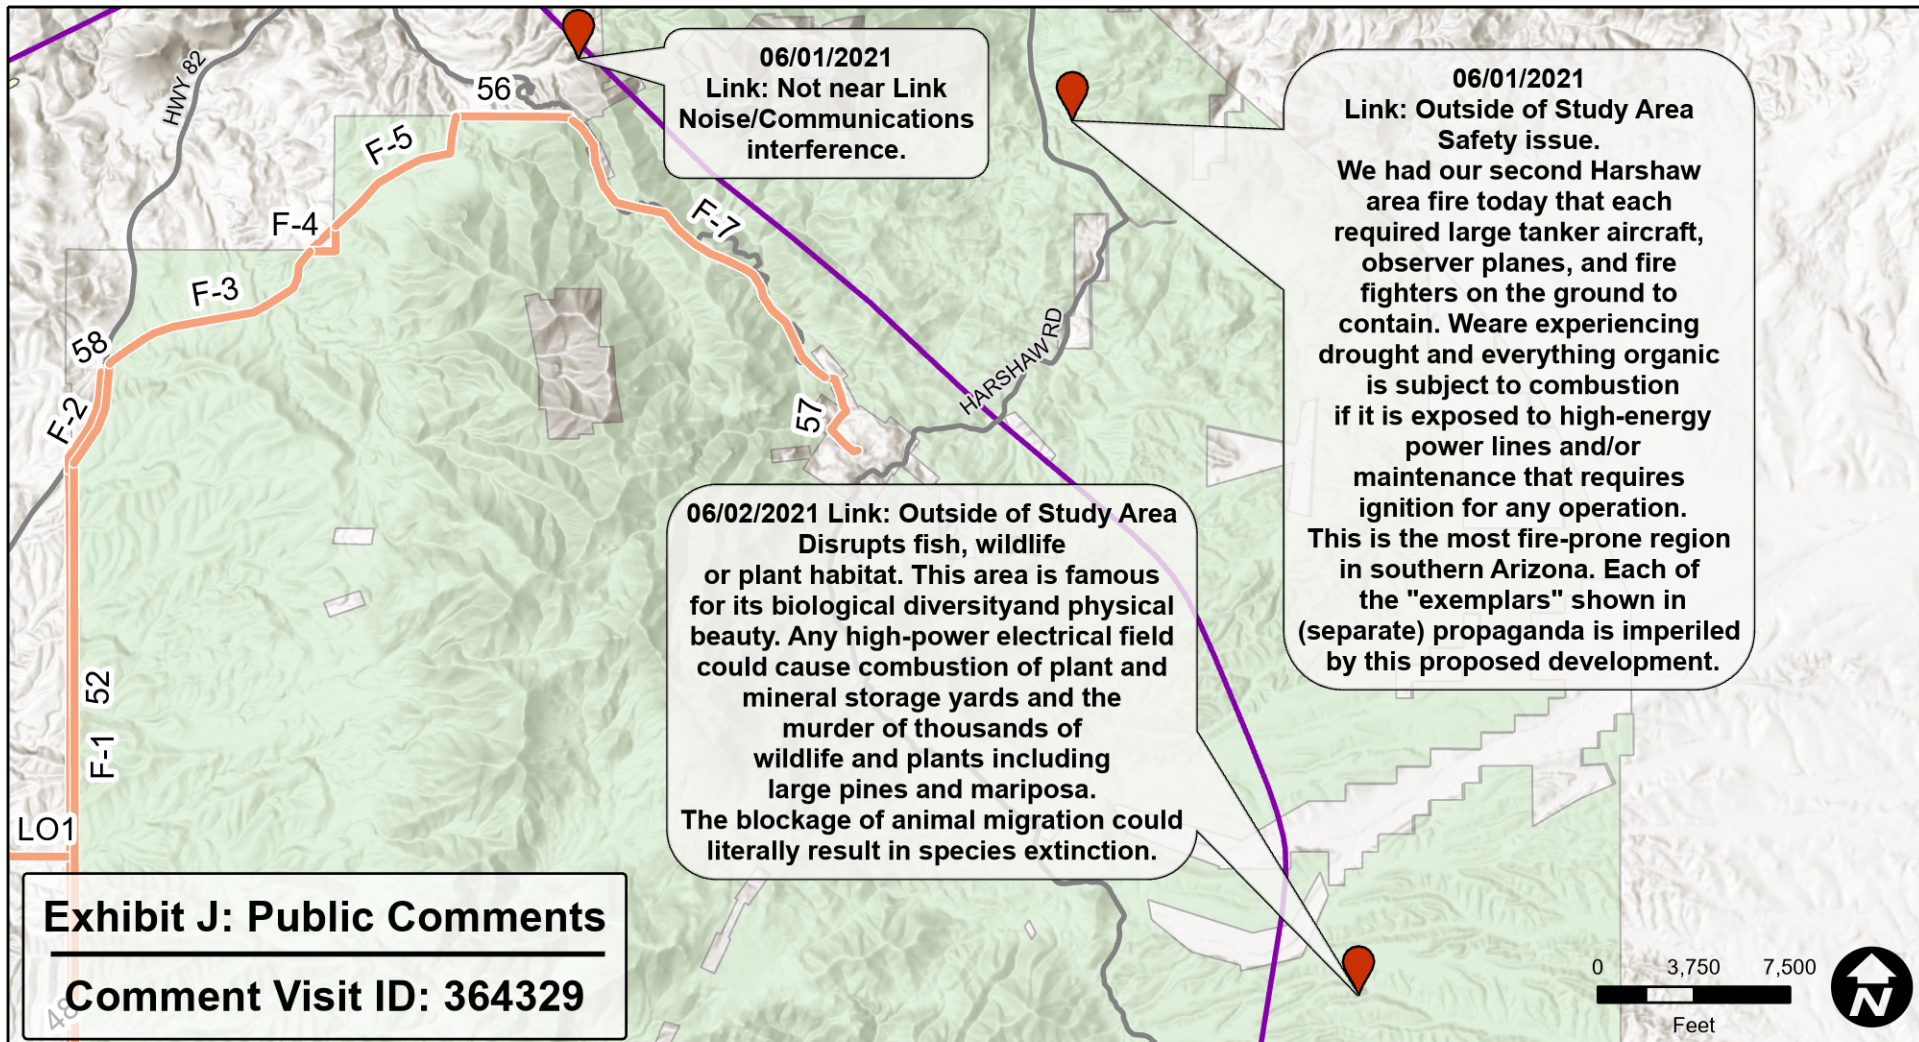 HWY 82
56
F-5
F-4
F-3
58
F-2
F-7
57
HARSHAW RD
52
F-1
LO1
48
06/01/2021
Link: Not near Link
Noise/Communications
interference.
06/01/2021
Link: Outside of Study Area
Safety issue.
We had our second Harshaw
area fire today that each
required large tanker aircraft,
observer planes, and fire
fighters on the ground to
contain. Weare experiencing
drought and everything organic
is subject to combustion
if it is exposed to high-energy
power lines and/or
maintenance that requires
ignition for any operation.
This is the most fire-prone region
in southern Arizona. Each of
the "exemplars" shown in
(separate) propaganda is imperiled
by this proposed development.
06/02/2021 Link: Outside of Study Area
Disrupts fish, wildlife
or plant habitat. This area is famous
for its biological diversityand physical
beauty. Any high-power electrical field
could cause combustion of plant and
mineral storage yards and the
murder of thousands of
wildlife and plants including
large pines and mariposa.
The blockage of animal migration could
literally result in species extinction.
Exhibit J: Public Comments
Comment Visit ID: 364329
0 3,750 7,500
Feet
N